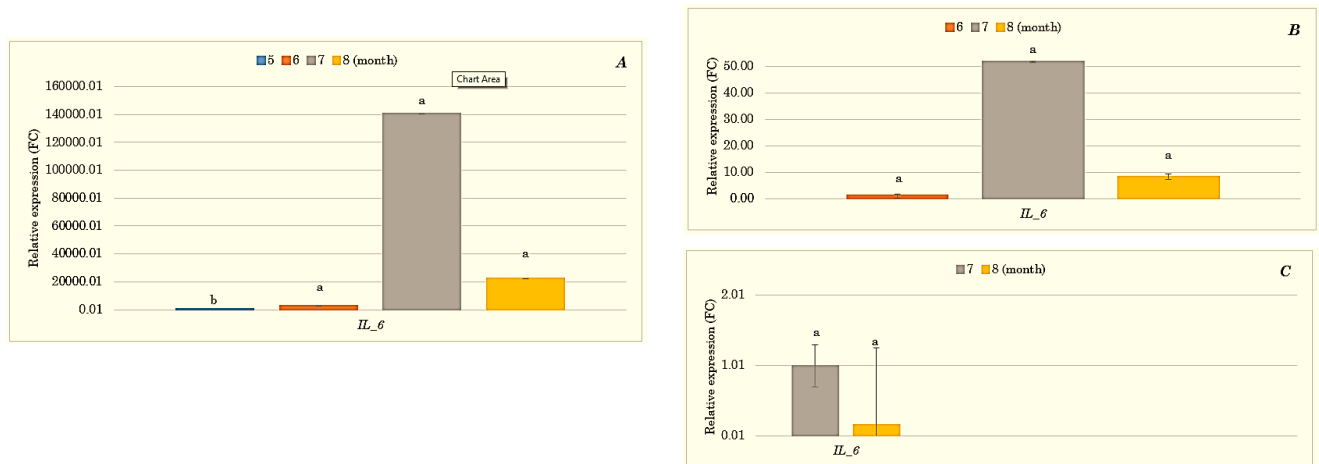 5 6 7 8 (month)
A
Chart Area
Relative expression (FC)
160000.01
140000.01
120000.01
100000.01
80000.01
60000.01
40000.01
20000.01
0.01
b
a
a
a
IL_6
6 7 8 (month)
B
Relative expression (FC)
50.00
40.00
30.00
20.00
10.00
0.00
a
a
a
IL_6
7 8 (month)
C
Relative expression (FC)
2.01
1.01
0.01
a
a
IL_6